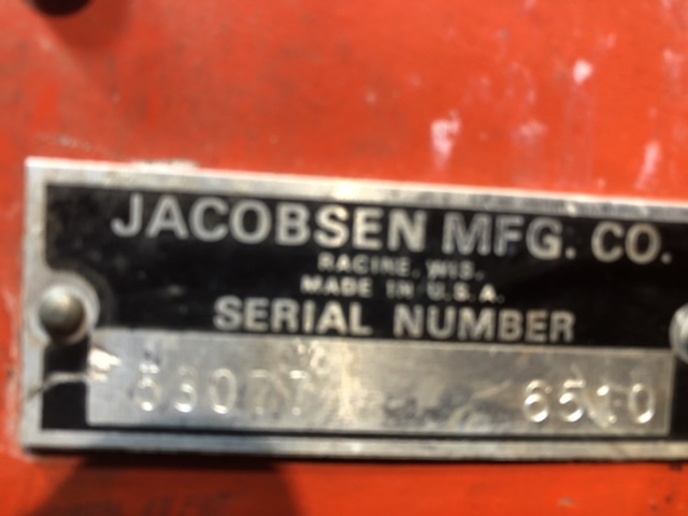 JACOBSEN MFG. CO.
RACINE, WIS.
MADE IN U.S.A.
SERIAL NUMBER